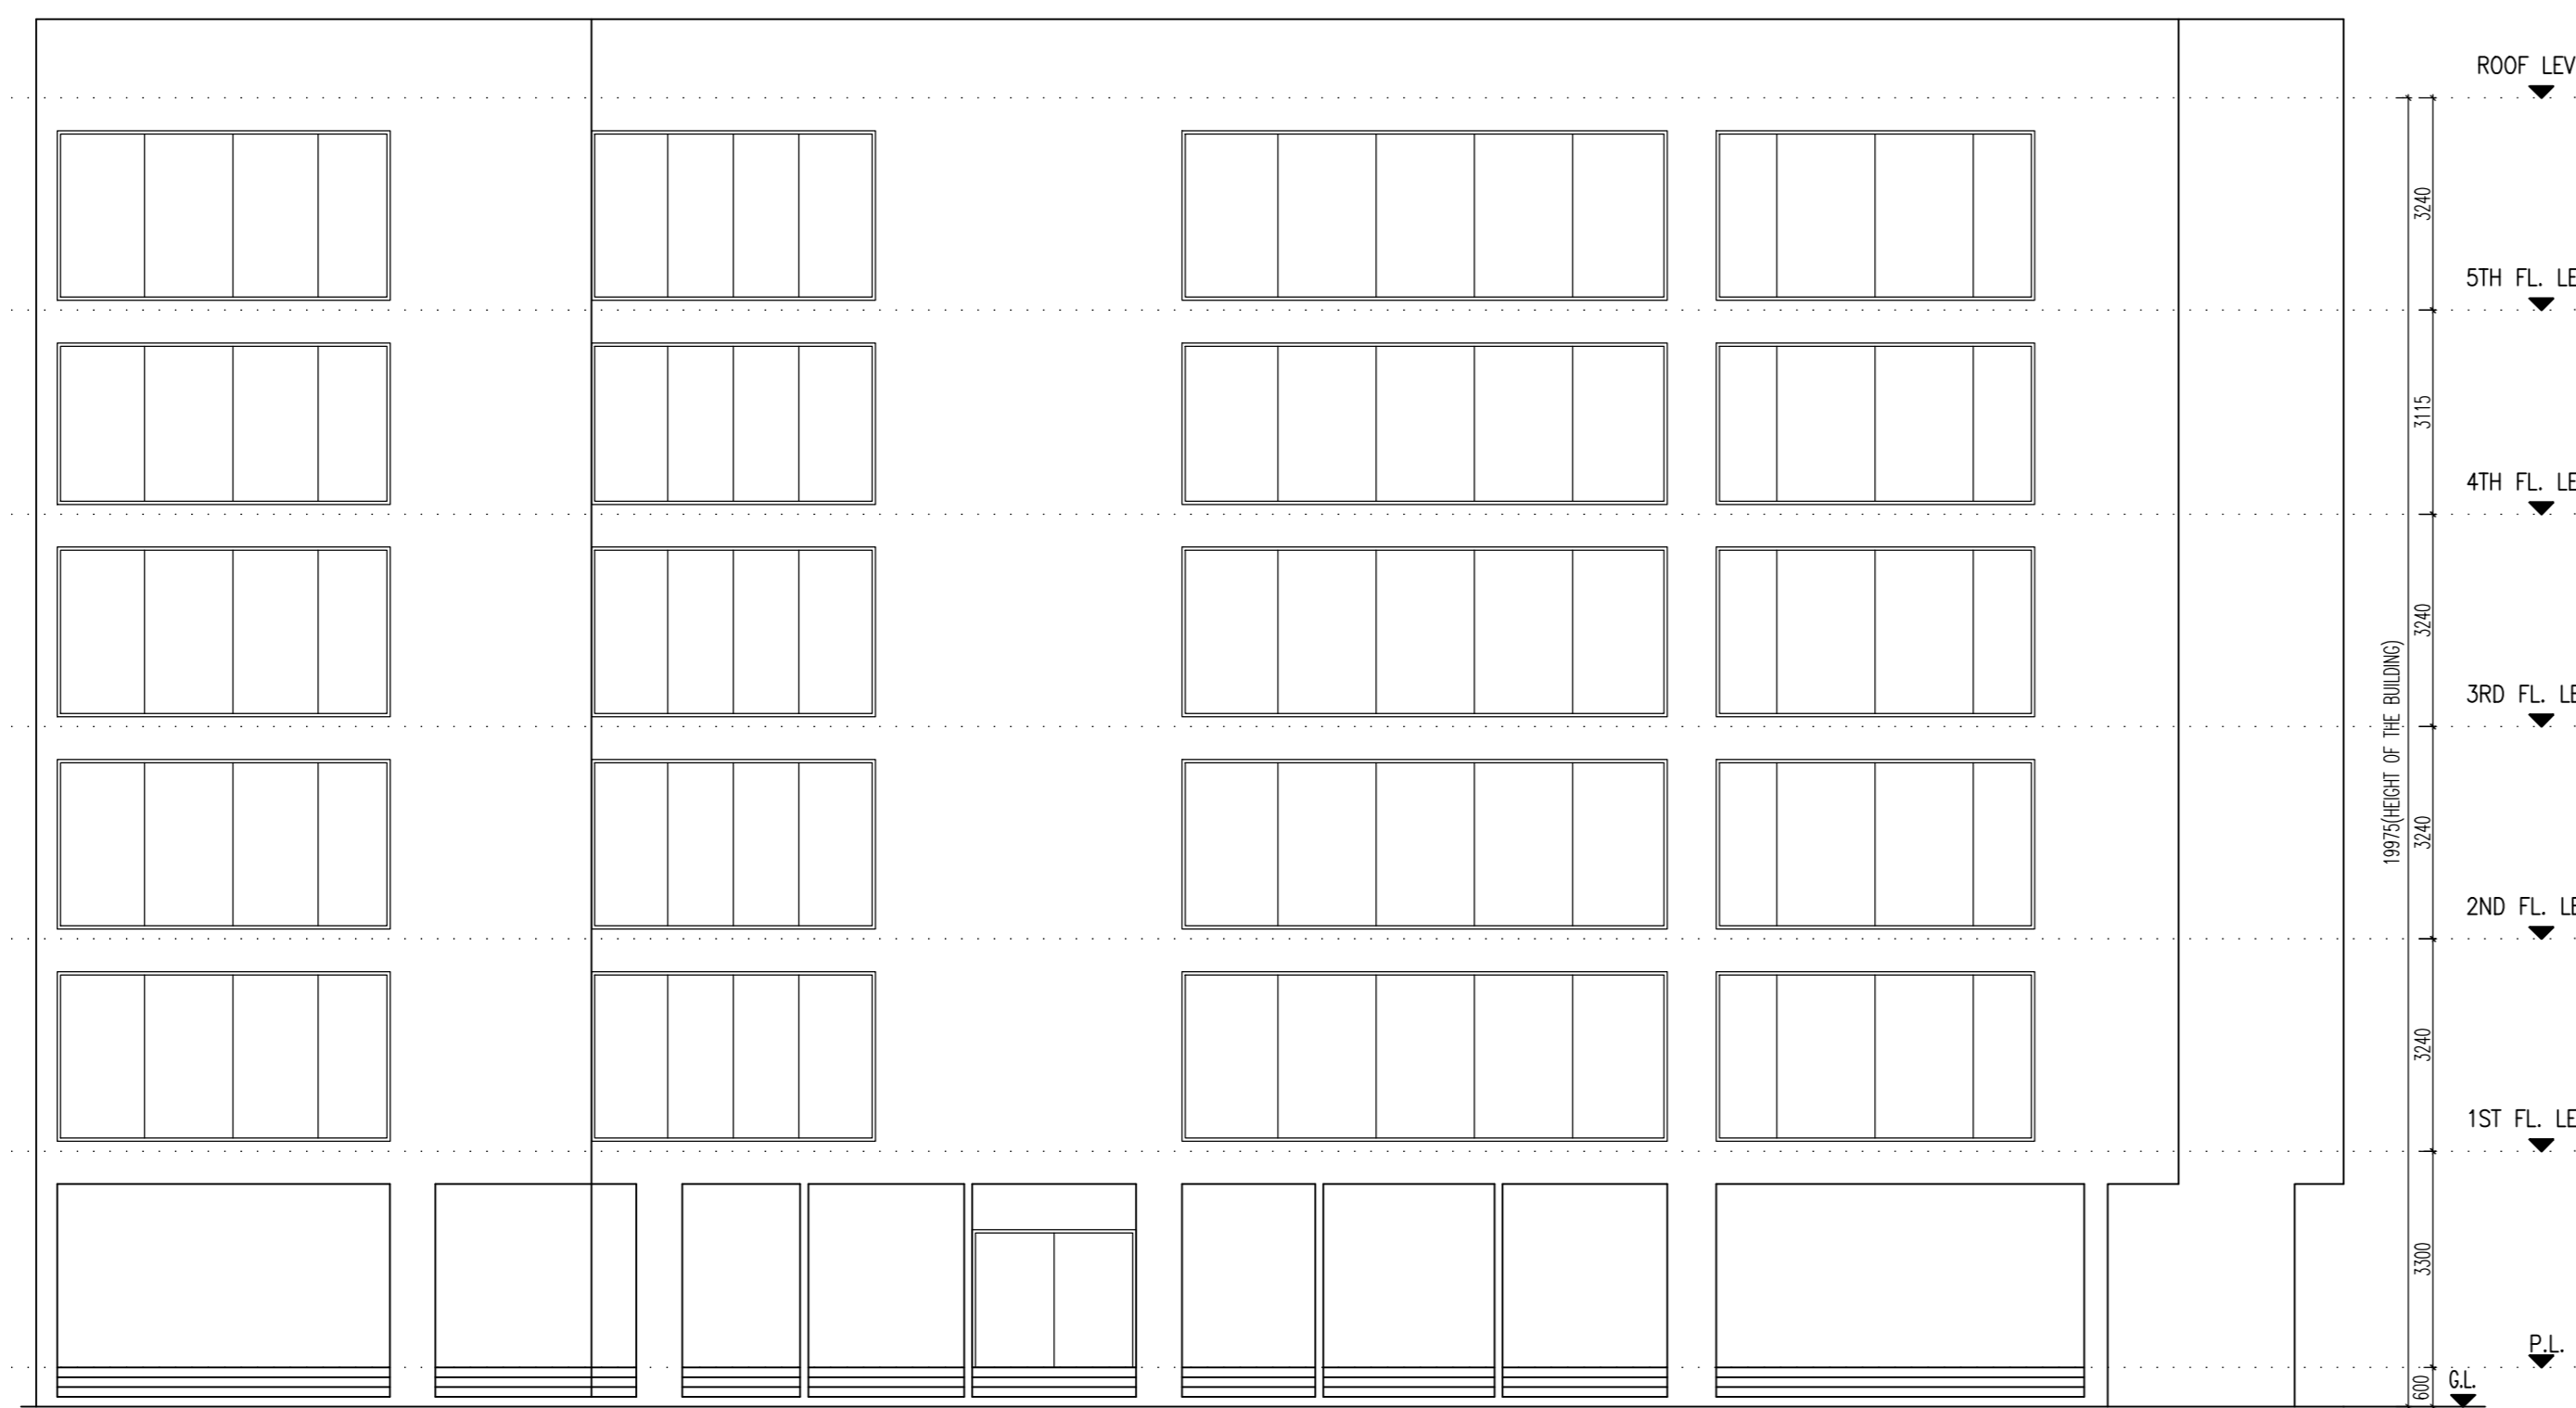 ROOF LEV
3240
5TH FL. LE
3115
4TH FL. LE
3240
3RD FL. LE
19975(HEIGHT OF THE BUILDING)
3240
2ND FL. LE
3240
1ST FL. LE
3300
P.L.
600
G.L.